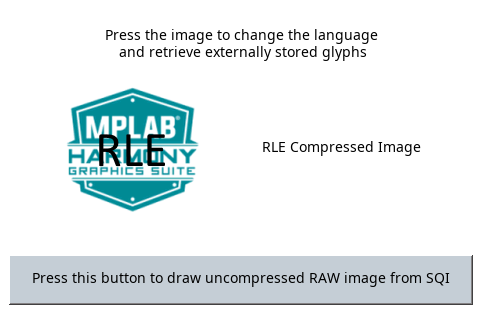 Press the image to change the language
and retrieve externally stored glyphs
MPLAB®
HARMONY
GRAPHICS SUITE
RLE
RLE Compressed Image
Press this button to draw uncompressed RAW image from SQI